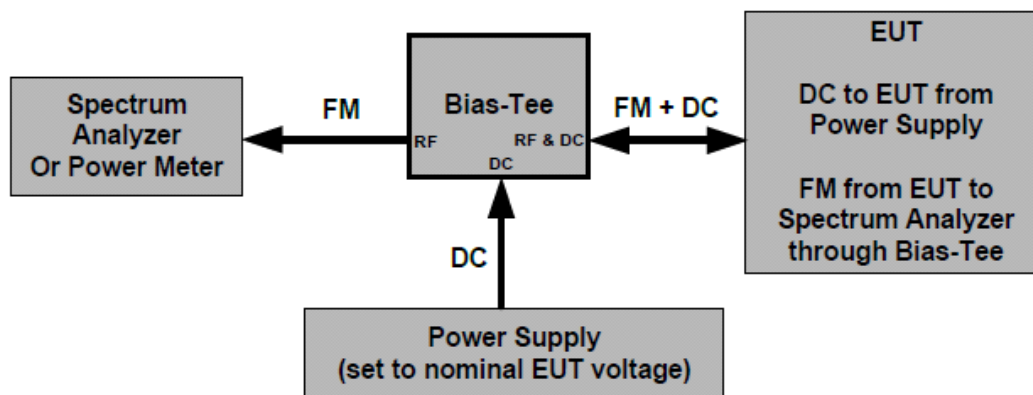 Spectrum
Analyzer
Or Power Meter
FM
Bias-Tee
RF
RF & DC
DC
FM + DC
EUT
DC to EUT from
Power Supply
FM from EUT to
Spectrum Analyzer
through Bias-Tee
DC
Power Supply
(set to nominal EUT voltage)